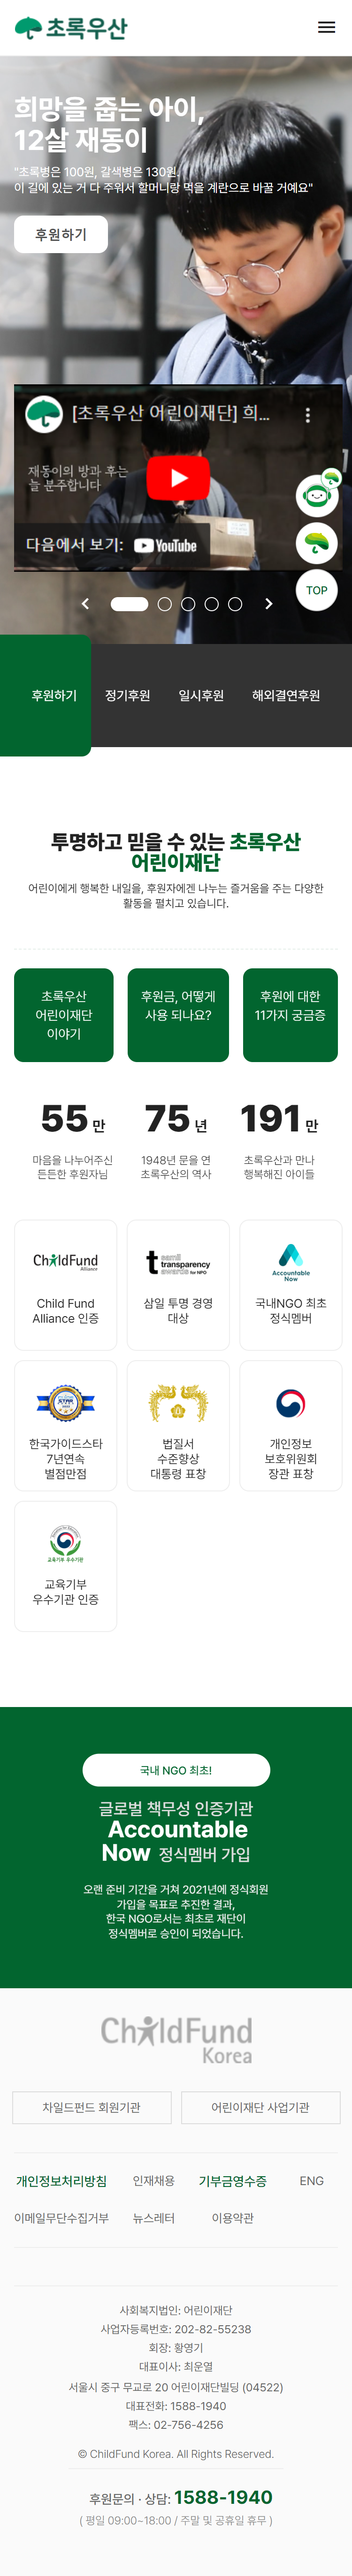 초록우산
희망을 줍는 아이,
12살 재동이
"초록병은 100원, 갈색병은 130원.
이 길에 있는 거 다 주워서 할머니랑 먹을 계란으로 바꿀 거예요"
후원하기
[초록우산 어린이재단] 희...
재동이의 방과 후는
늘 분주합니다
다음에서 보기: YouTube
TOP
후원하기 정기후원 일시후원 해외결연후원
투명하고 믿을 수 있는 초록우산
어린이재단
어린이에게 행복한 내일을, 후원자에겐 나누는 즐거움을 주는 다양한
활동을 펼치고 있습니다.
초록우산
어린이재단
이야기
후원금, 어떻게
사용 되나요?
후원에 대한
11가지 궁금증
55 만
마음을 나누어주신
든든한 후원자님
75 년
1948년 문을 연
초록우산의 역사
191 만
초록우산과 만나
행복해진 아이들
ChildFund
Alliance
Child Fund
Alliance 인증
samil
transparency
awards for NPO
삼일 투명 경영
대상
Accountable
Now
국내NGO 최초
정식멤버
STAR
한국가이드스타
7년연속
별점만점
법질서
수준향상
대통령 표창
개인정보
보호위원회
장관 표창
교육기부 우수기관
교육기부
우수기관 인증
국내 NGO 최초!
글로벌 책무성 인증기관
Accountable
Now 정식멤버 가입
오랜 준비 기간을 거쳐 2021년에 정식회원
가입을 목표로 추진한 결과,
한국 NGO로서는 최초로 재단이
정식멤버로 승인이 되었습니다.
ChildFund
Korea
차일드펀드 회원기관
어린이재단 사업기관
개인정보처리방침 인재채용 기부금영수증 ENG
이메일무단수집거부 뉴스레터 이용약관
사회복지법인: 어린이재단
사업자등록번호: 202-82-55238
회장: 황영기
대표이사: 최운열
서울시 중구 무교로 20 어린이재단빌딩 (04522)
대표전화: 1588-1940
팩스: 02-756-4256
© ChildFund Korea. All Rights Reserved.
후원문의 · 상담: 1588-1940
( 평일 09:00~18:00 / 주말 및 공휴일 휴무 )